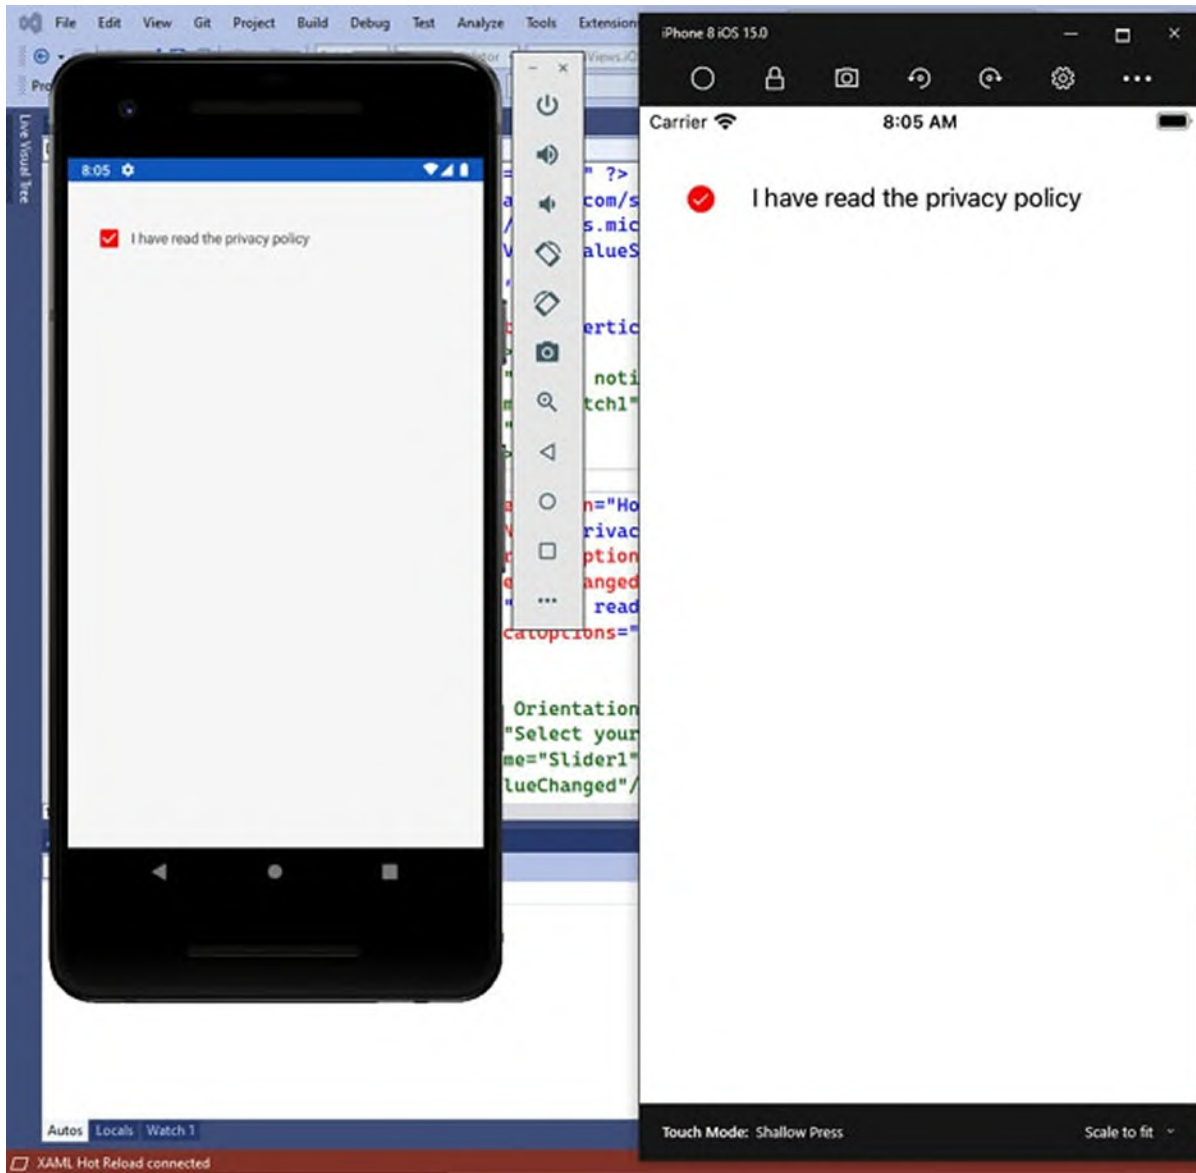 File Edit View Git Project Build Debug Test Analyze Tools Extension
Live Visual Tree
8:05
I have read the privacy policy
" ?>
com/s
s.mic
alueS
ertic
noti
tch1"
n="Ho
rivac
ption
anged
read
calOptions="
Orientation
"Select your
me="Slider1"
lueChanged"/
Autos Locals Watch 1
XAML Hot Reload connected
iPhone 8 iOS 15.0
Carrier 8:05 AM
I have read the privacy policy
Touch Mode: Shallow Press Scale to fit